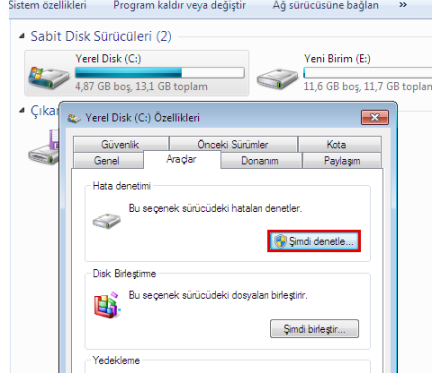 Sistem özellikleri Program kaldır veya değiştir Ağ sürücüsüne bağlan »
Sabit Disk Sürücüleri (2)
Yerel Disk (C:) Yeni Birim (E:)
4,87 GB boş, 13,1 GB toplam 11,6 GB boş, 11,7 GB toplam
Çıka
Yerel Disk (C:) Özellikleri
Güvenlik Önceki Sürümler Kota
Genel Araçlar Donanım Paylaşım
Hata denetimi
Bu seçenek sürücüdeki hataları denetler.
Şimdi denetle...
Disk Birleştirme
Bu seçenek sürücüdeki dosyaları birleştirir.
Şimdi birleştir...
Yedekleme